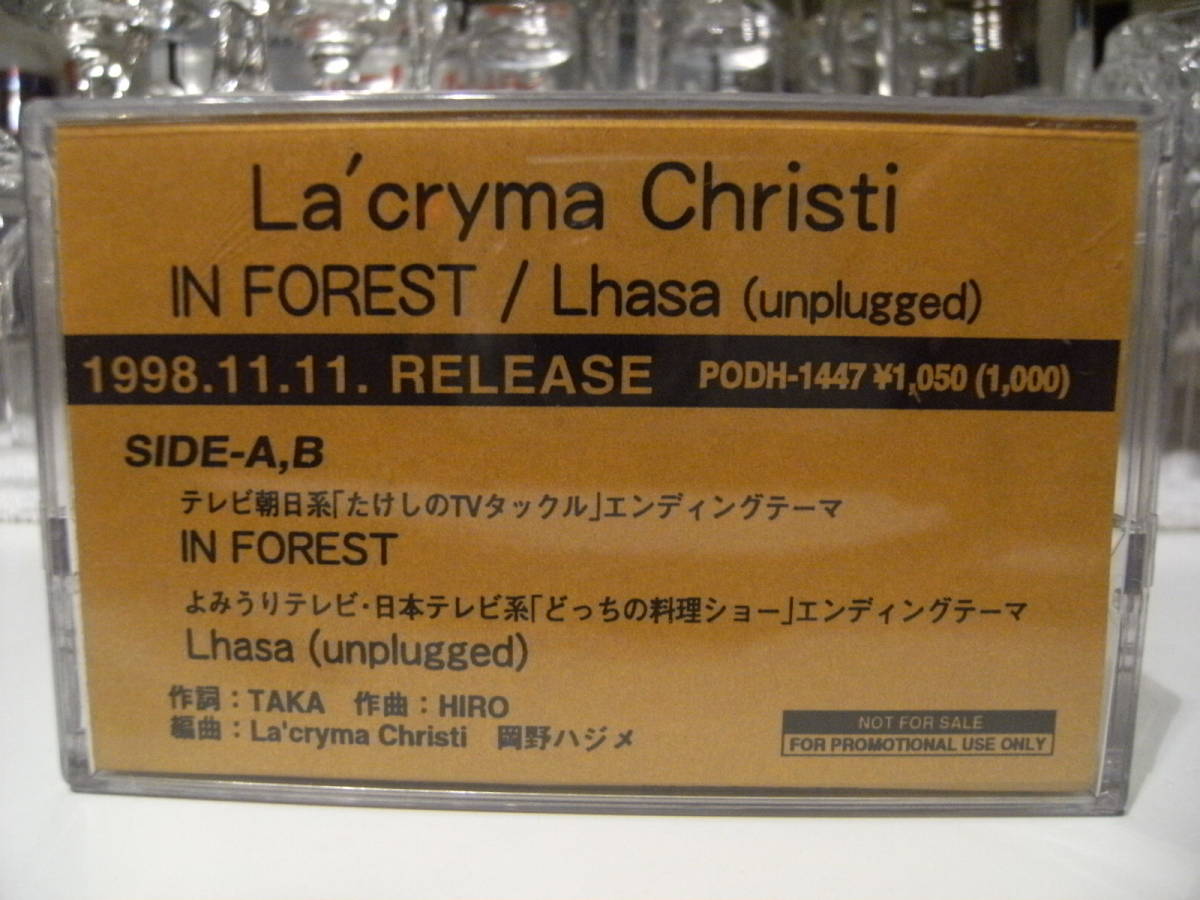 La'cryma Christi
IN FOREST / Lhasa (unplugged)
1998.11.11. RELEASE PODH-1447 ¥1,050 (1,000)
SIDE-A,B
テレビ朝日系「たけしのTVタックル」エンディングテーマ
IN FOREST
よみうりテレビ・日本テレビ系「どっちの料理ショー」エンディングテーマ
Lhasa (unplugged)
作詞：TAKA 作曲：HIRO
編曲：La'cryma Christi 岡野ハジメ
NOT FOR SALE
FOR PROMOTIONAL USE ONLY